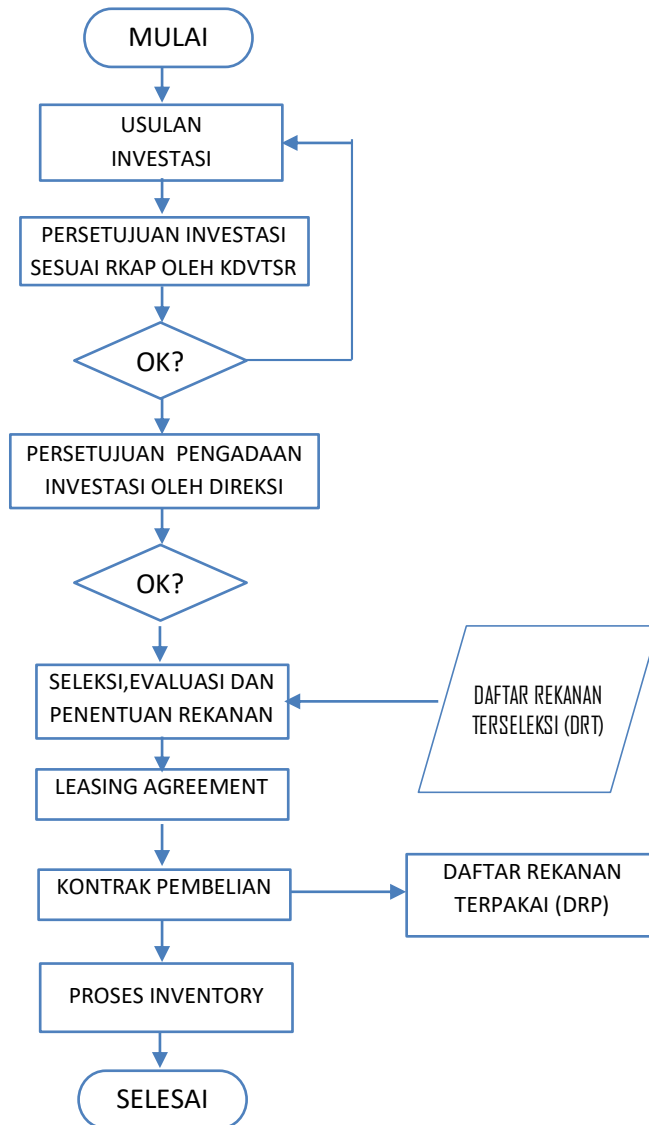 MULAI
USULAN
INVESTASI
PERSETUJUAN INVESTASI
SESUAI RKAP OLEH KDVTSR
OK?
PERSETUJUAN PENGADAAN
INVESTASI OLEH DIREKSI
OK?
SELEKSI,EVALUASI DAN
PENENTUAN REKANAN
DAFTAR REKANAN
TERSELEKSI (DRT)
LEASING AGREEMENT
KONTRAK PEMBELIAN
DAFTAR REKANAN
TERPAKAI (DRP)
PROSES INVENTORY
SELESAI